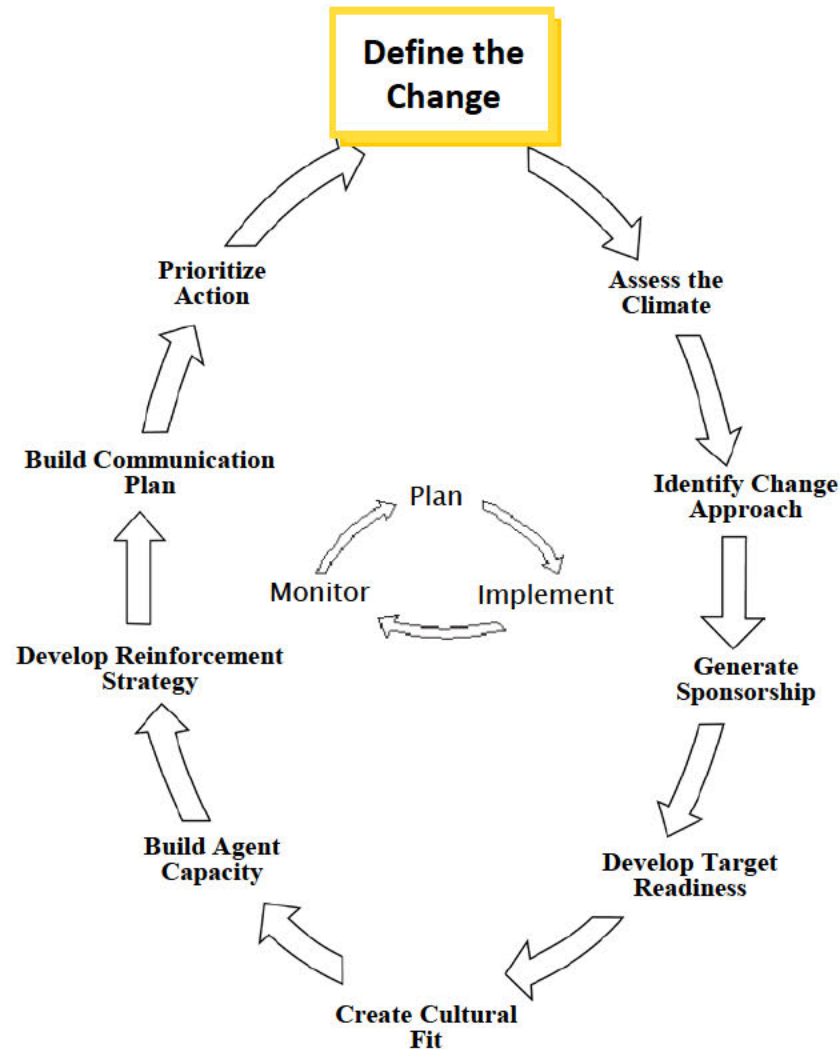 Define the
Change
Assess the
Climate
Identify Change
Approach
Generate
Sponsorship
Develop Target
Readiness
Create Cultural
Fit
Build Agent
Capacity
Develop Reinforcement
Strategy
Build Communication
Plan
Prioritize
Action
Plan
Implement
Monitor